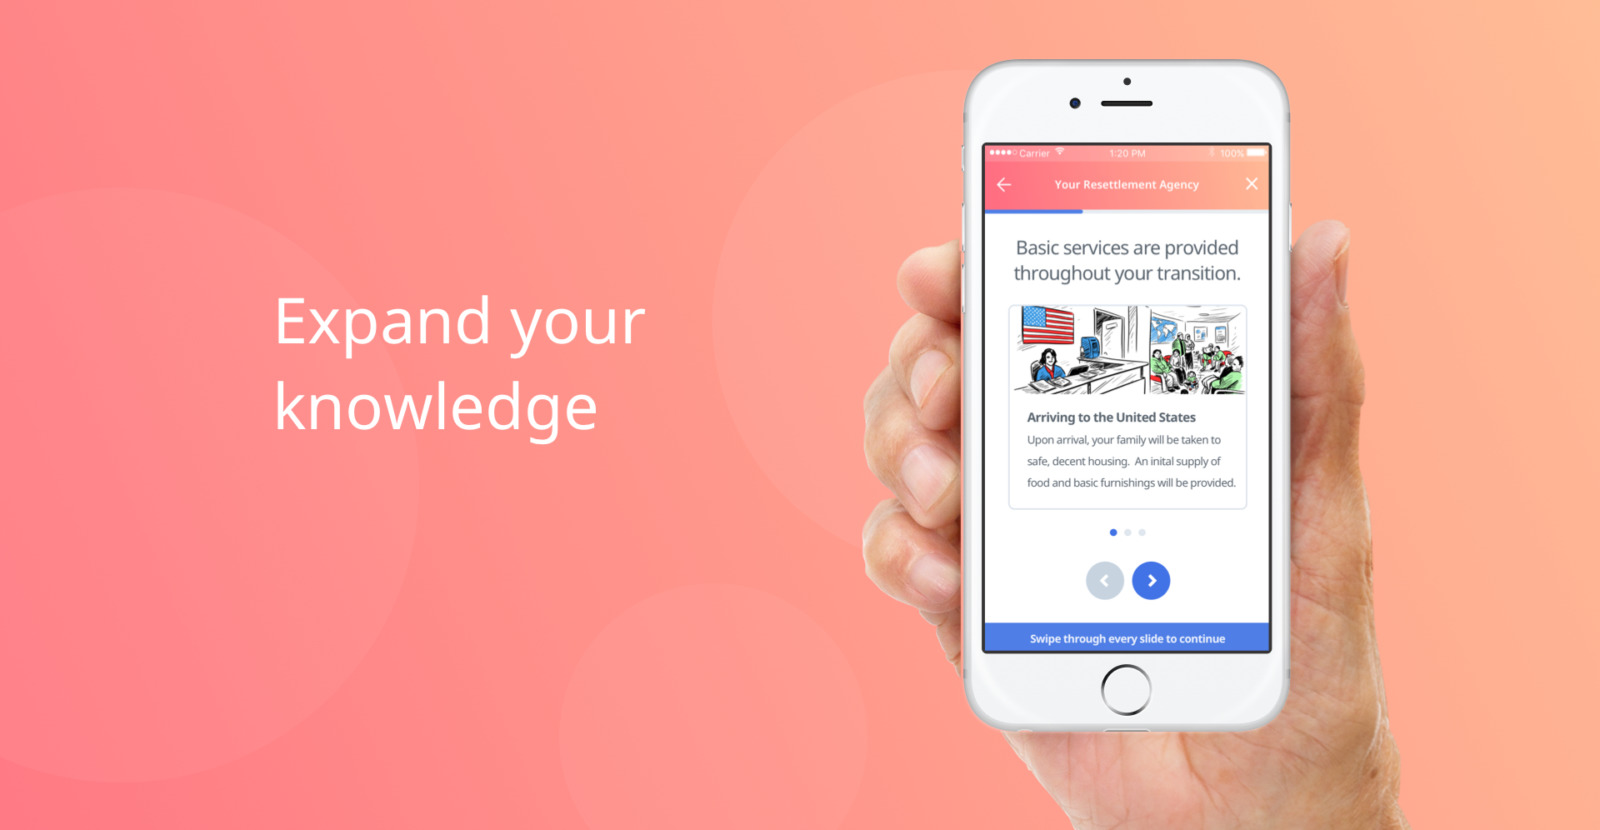 Expand your
knowledge
Carrier 1:20 PM 100%
Your Resettlement Agency
Basic services are provided
throughout your transition.
Arriving to the United States
Upon arrival, your family will be taken to
safe, decent housing. An inital supply of
food and basic furnishings will be provided.
Swipe through every slide to continue